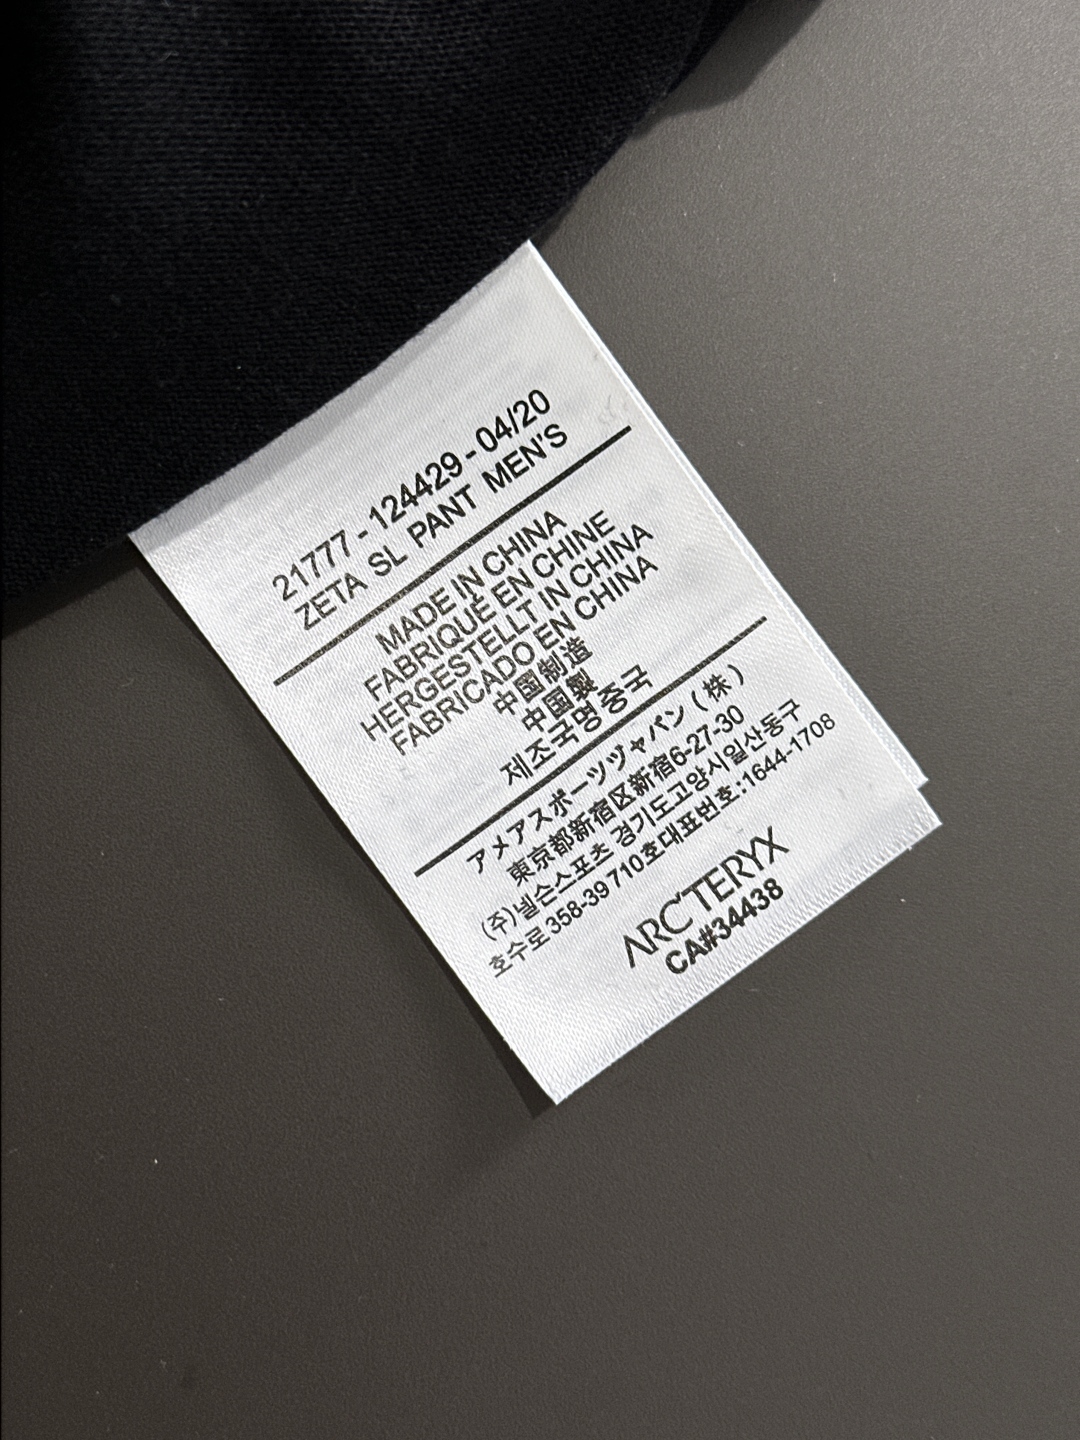 21777 - 124429 - 04/20
ZETA SL PANT MEN'S
MADE IN CHINA
FABRIQUÉ EN CHINE
HERGESTELLT IN CHINA
FABRICADO EN CHINA
中国制造
中国製
제조국명 중국
アメアスポーツヅャパン (株)
東京都新宿区新宿6-27-30
(주)넬슨스포츠 경기도고양시일산동구
호수로 358-39 710호대표번호:1644-1708
ARC'TERYX
CA#34438